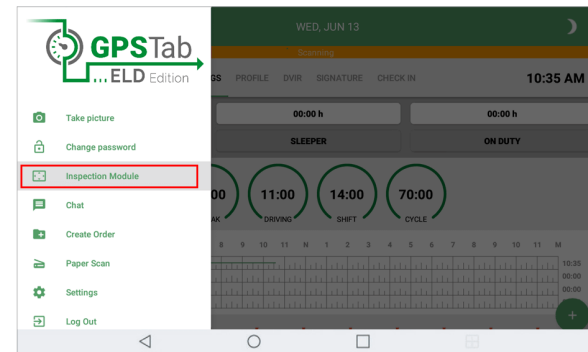 GPSTab
...ELD Edition
Take picture
Change password
Inspection Module
Chat
Create Order
Paper Scan
Settings
Log Out
WED, JUN 13
Scanning
GS PROFILE DVIR SIGNATURE CHECK IN 10:35 AM
00:00 h 00:00 h
SLEEPER ON DUTY
00 11:00 14:00 70:00
AK DRIVING SHIFT CYCLE
8 9 10 11 N 1 2 3 4 5 6 7 8 9 10 11 M
10:35
00:00
00:00
+